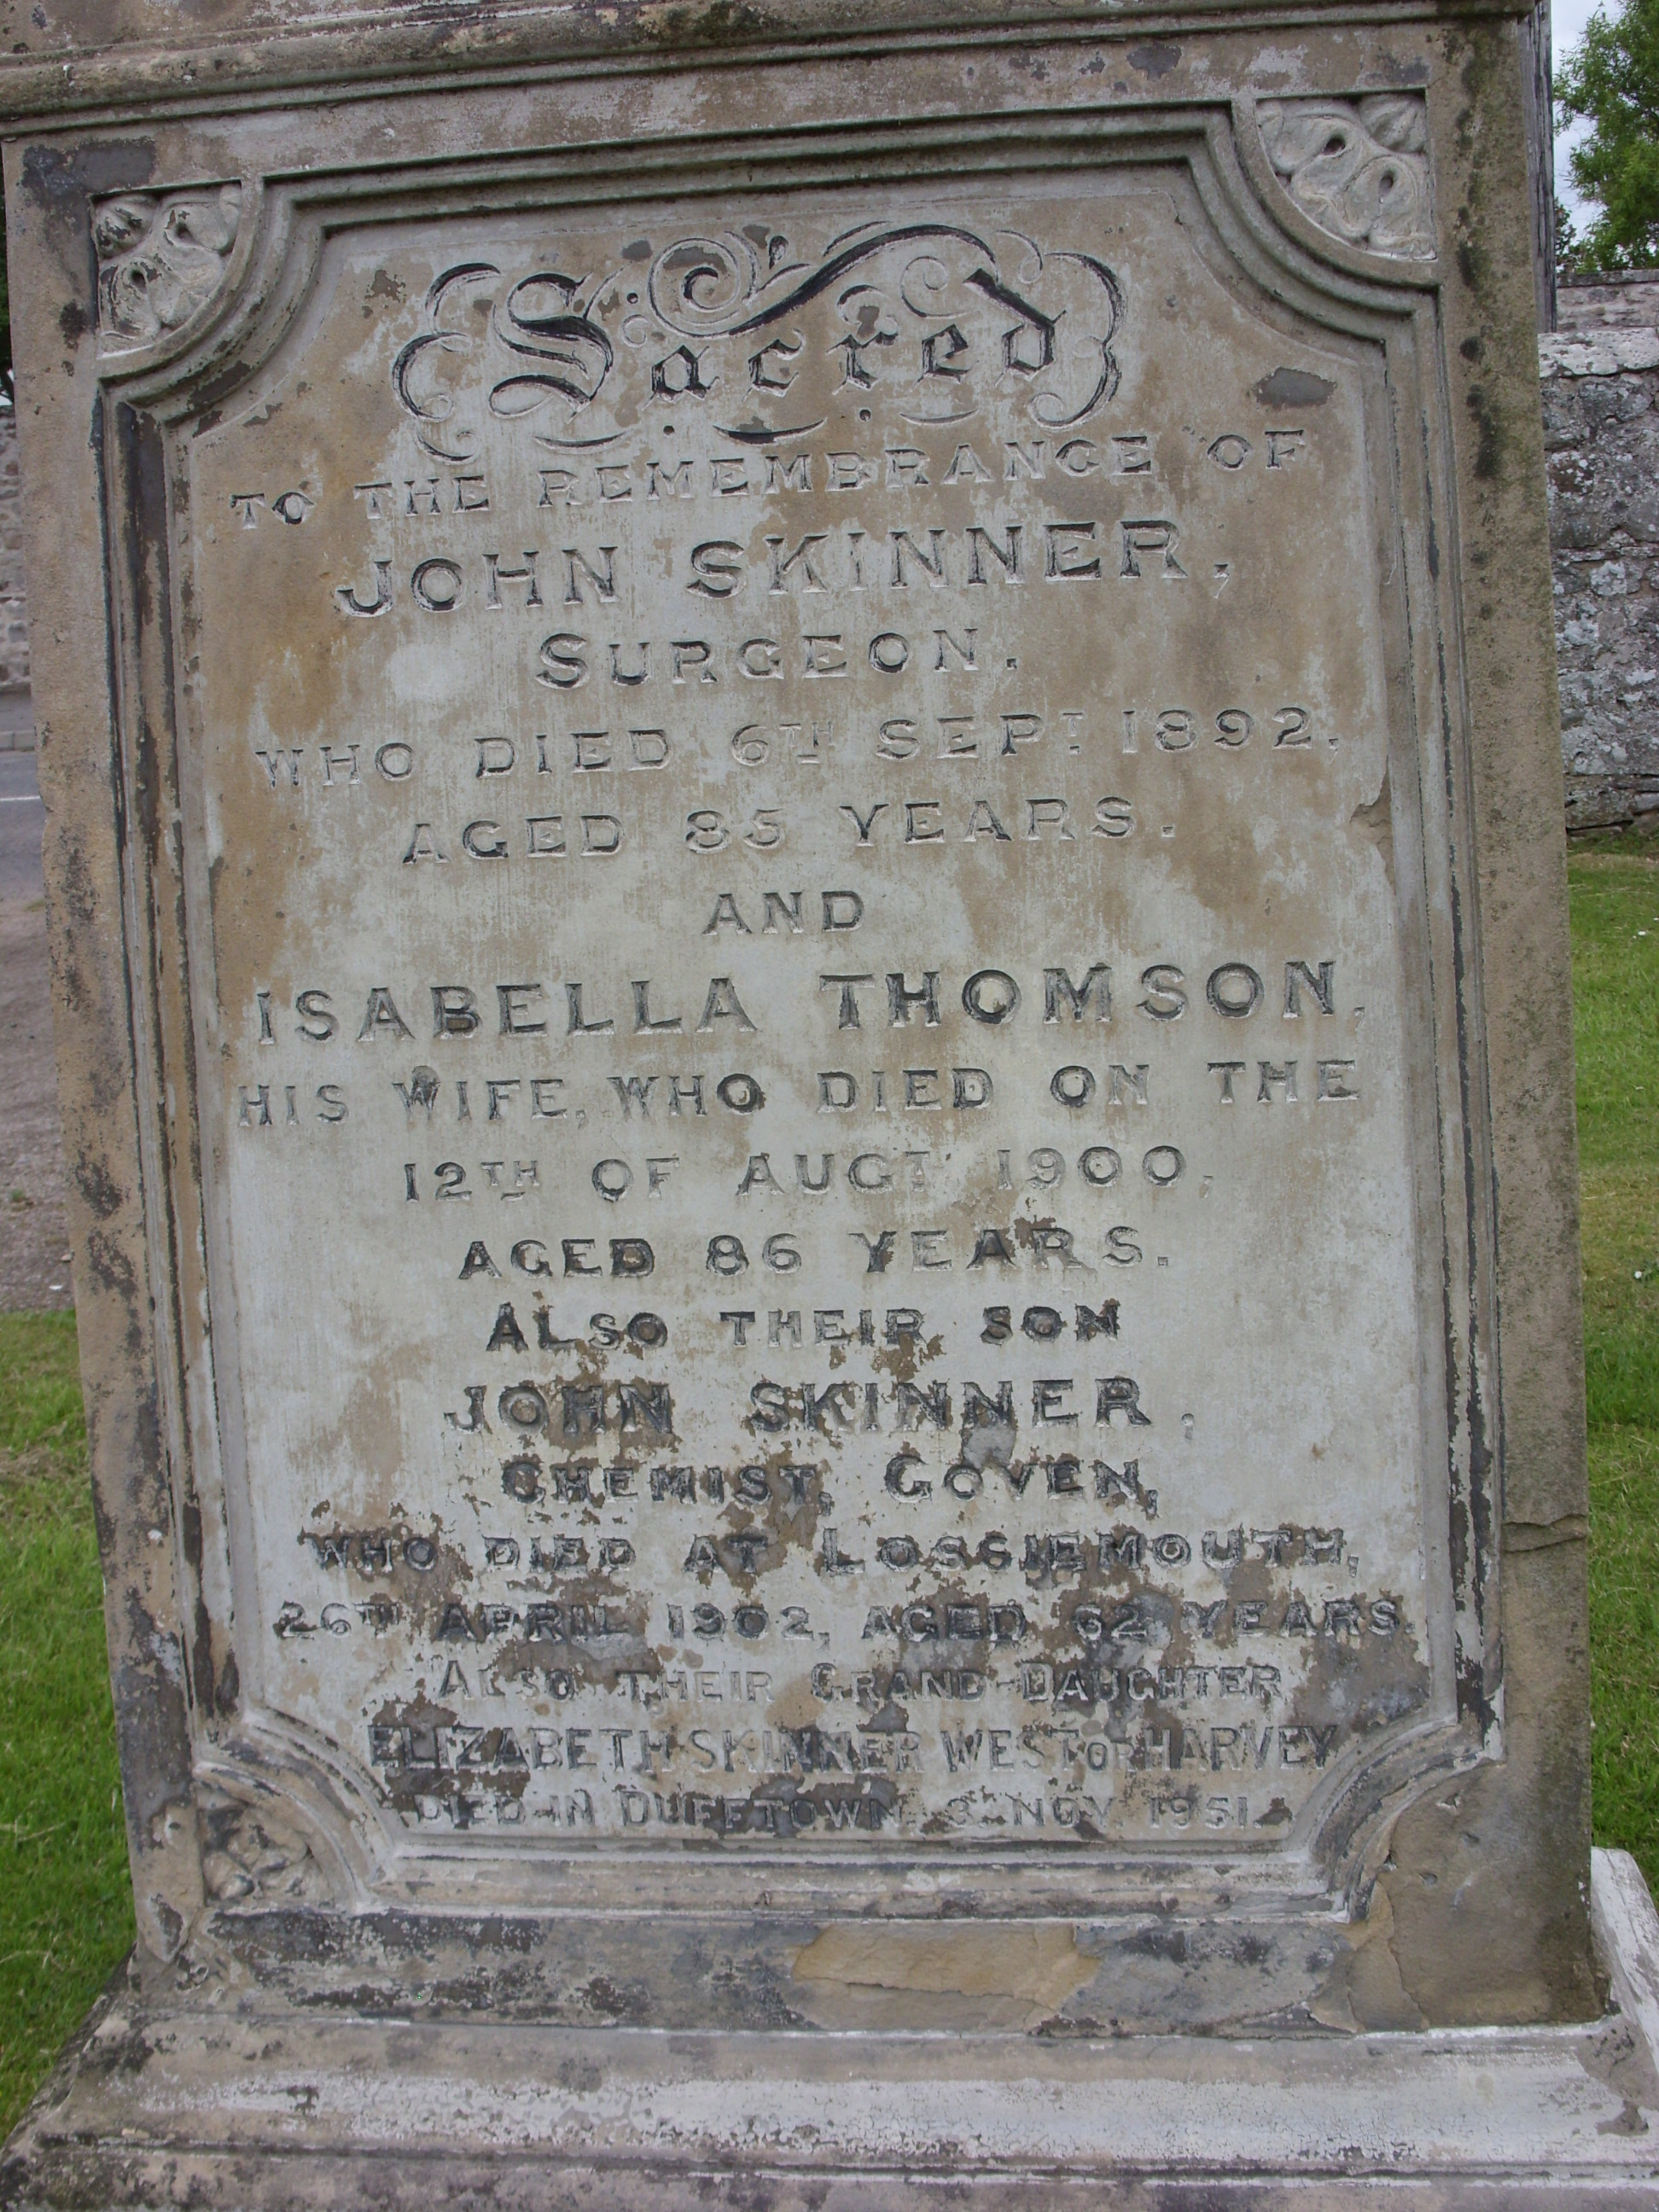 Sacred
TO THE REMEMBRANCE OF
JOHN SKINNER,
SURGEON.
WHO DIED 6TH SEPT 1892,
AGED 85 YEARS.
AND
ISABELLA THOMSON.
HIS WIFE, WHO DIED ON THE
12TH OF AUGT 1900,
AGED 86 YEARS.
ALSO THEIR SON
JOHN SKINNER,
CHEMIST, GOVEN,
WHO DIED AT LOSSIEMOUTH,
26TH APRIL 1902, AGED 62 YEARS.
ALSO THEIR GRAND-DAUGHTER
ELIZABETH SKINNER WEST OR HARVEY
DIED IN DUFFTOWN 3 NOV. 1951.